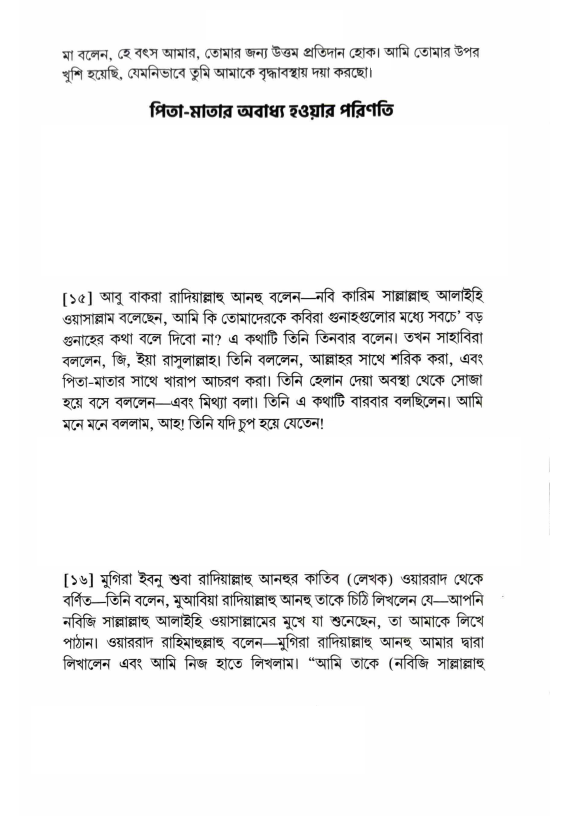 মা বলেন, হে বৎস আমার, তোমার জন্য উত্তম প্রতিদান হোক। আমি তোমার উপর
খুশি হয়েছি, যেমনিভাবে তুমি আমাকে বৃদ্ধাবস্থায় দয়া করছো।
পিতা-মাতার অবাধ্য হওয়ার পরিণতি
[১৫] আবু বাকরা রাদিয়াল্লাহু আনহু বলেন—নবি কারিম সাল্লাল্লাহু আলাইহি
ওয়াসাল্লাম বলেছেন, আমি কি তোমাদেরকে কবিরা গুনাহগুলোর মধ্যে সবচে’ বড়
গুনাহের কথা বলে দিবো না? এ কথাটি তিনি তিনবার বলেন। তখন সাহাবিরা
বললেন, জি, ইয়া রাসুলাল্লাহ। তিনি বললেন, আল্লাহর সাথে শরিক করা, এবং
পিতা-মাতার সাথে খারাপ আচরণ করা। তিনি হেলান দেয়া অবস্থা থেকে সোজা
হয়ে বসে বললেন—এবং মিথ্যা বলা। তিনি এ কথাটি বারবার বলছিলেন। আমি
মনে মনে বললাম, আহ! তিনি যদি চুপ হয়ে যেতেন!
[১৬] মুগিরা ইবনু শুবা রাদিয়াল্লাহু আনহুর কাতিব (লেখক) ওয়াররাদ থেকে
বর্ণিত—তিনি বলেন, মুআবিয়া রাদিয়াল্লাহু আনহু তাকে চিঠি লিখলেন যে—আপনি
নবিজি সাল্লাল্লাহু আলাইহি ওয়াসাল্লামের মুখে যা শুনেছেন, তা আমাকে লিখে
পাঠান। ওয়াররাদ রাহিমাহুল্লাহ বলেন—মুগিরা রাদিয়াল্লাহু আনহু আমার দ্বারা
লিখালেন এবং আমি নিজ হাতে লিখলাম। “আমি তাকে (নবিজি সাল্লাল্লাহু